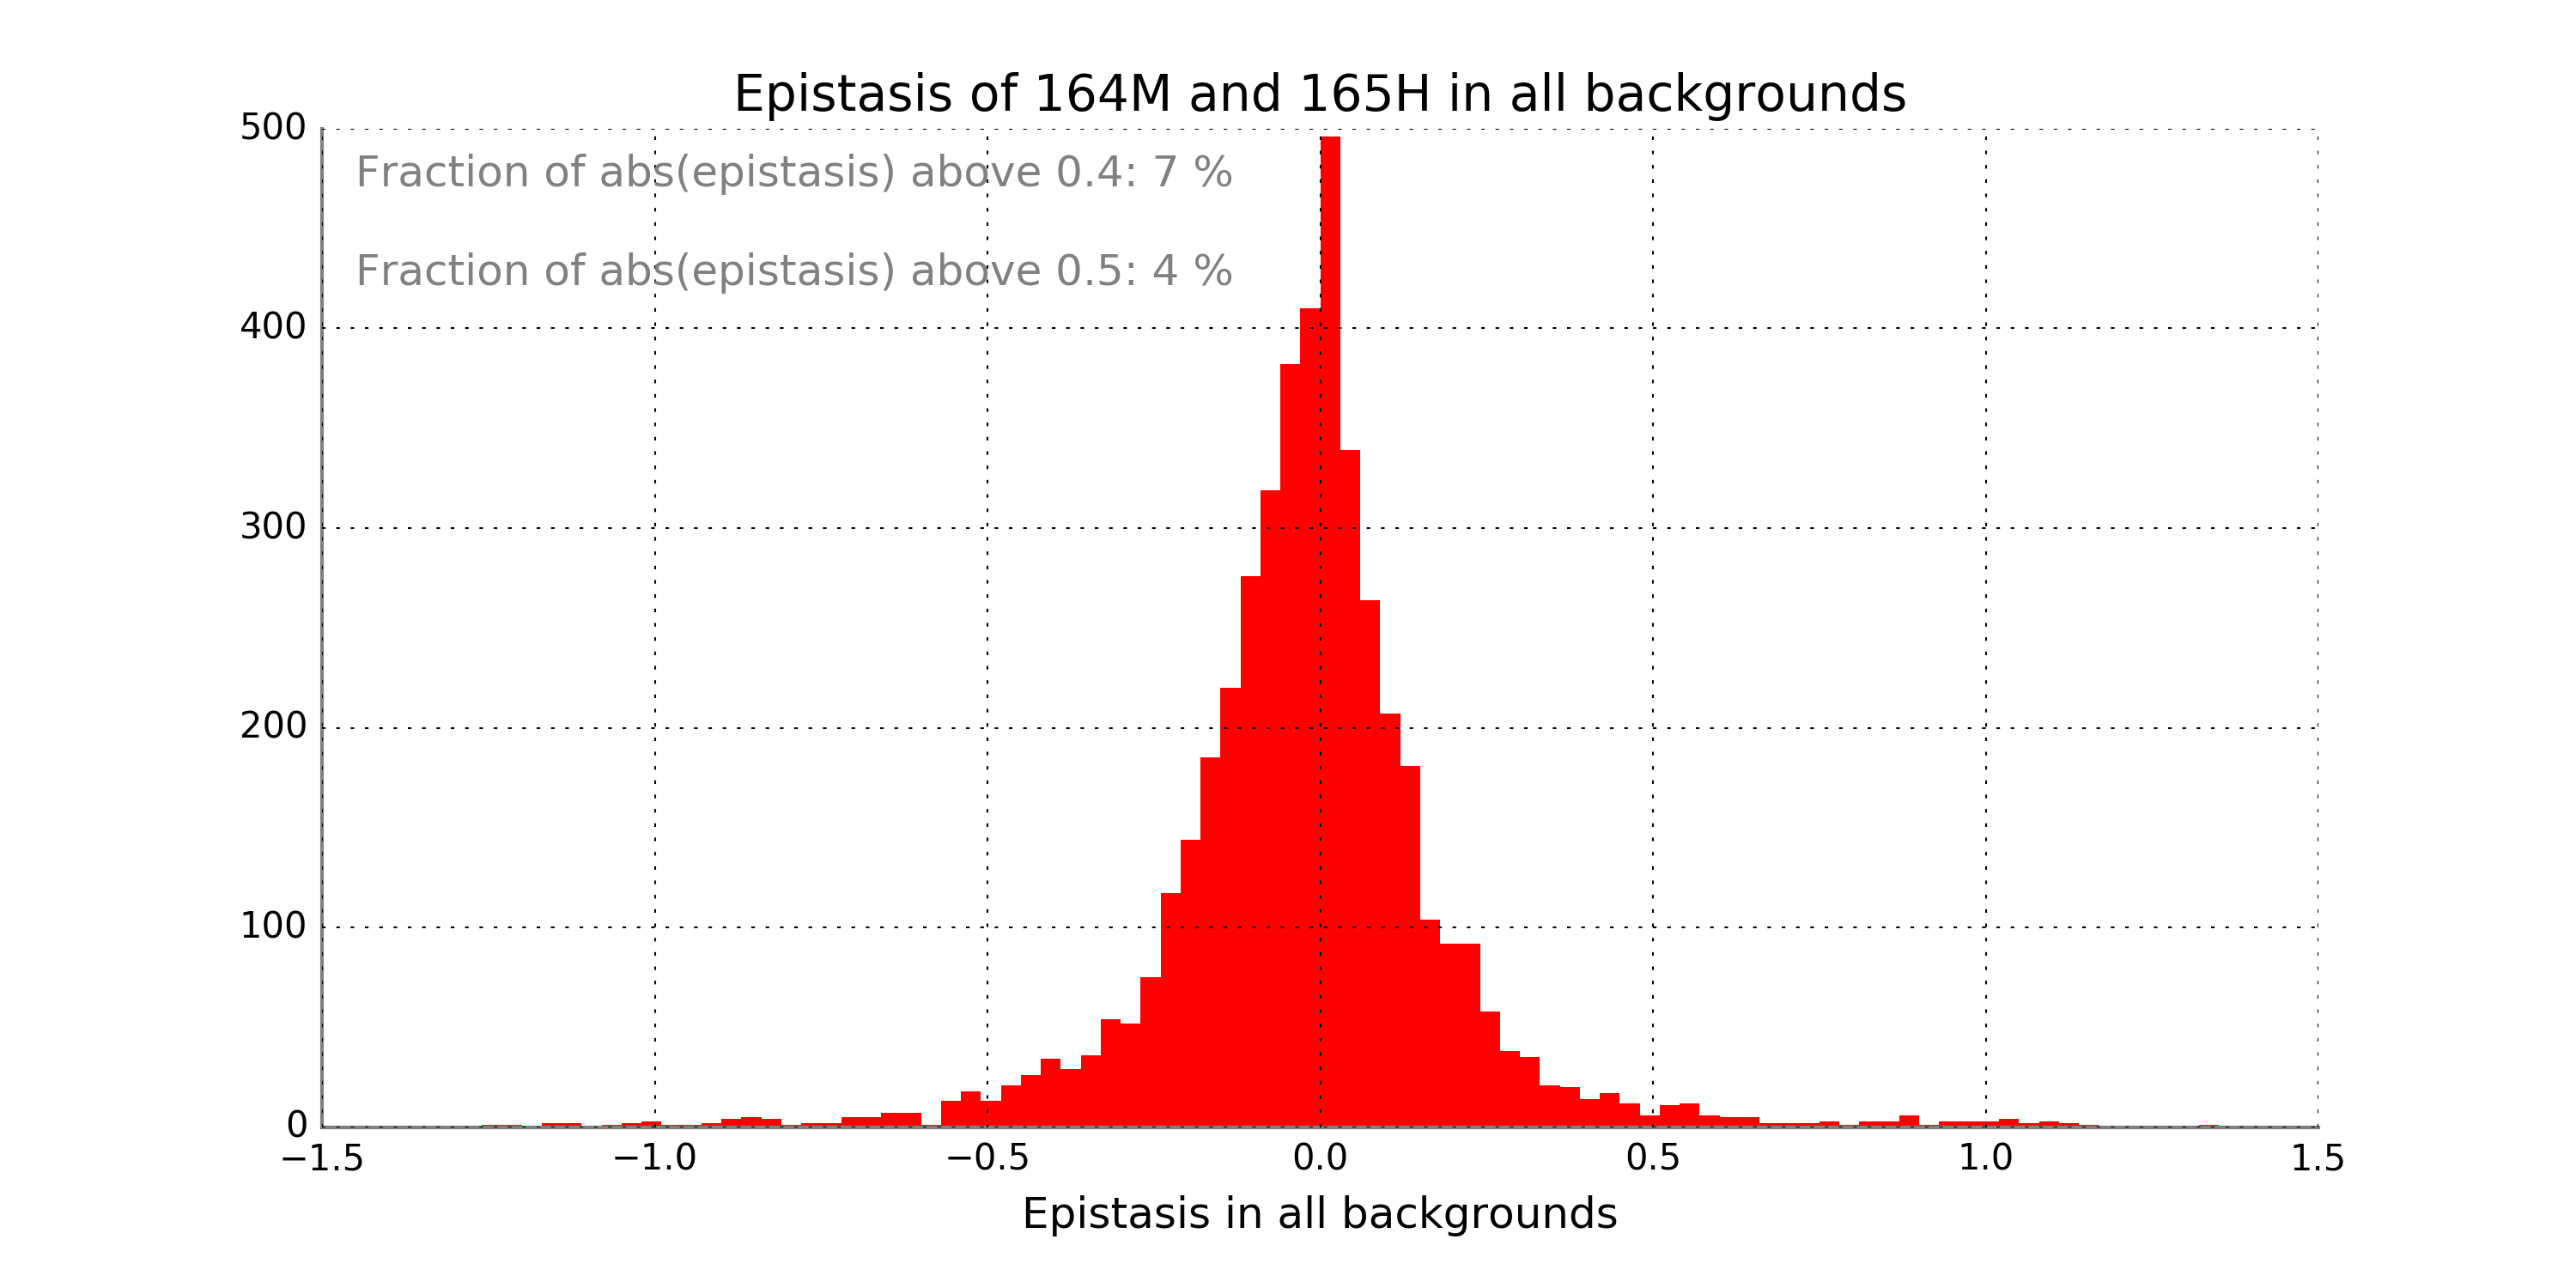 Epistasis of 164M and 165H in all backgrounds
500
Fraction of abs(epistasis) above 0.4: 7 %
Fraction of abs(epistasis) above 0.5: 4 %
400
300
200
100
0
−1.5 −1.0 −0.5 0.0 0.5 1.0 1.5
Epistasis in all backgrounds